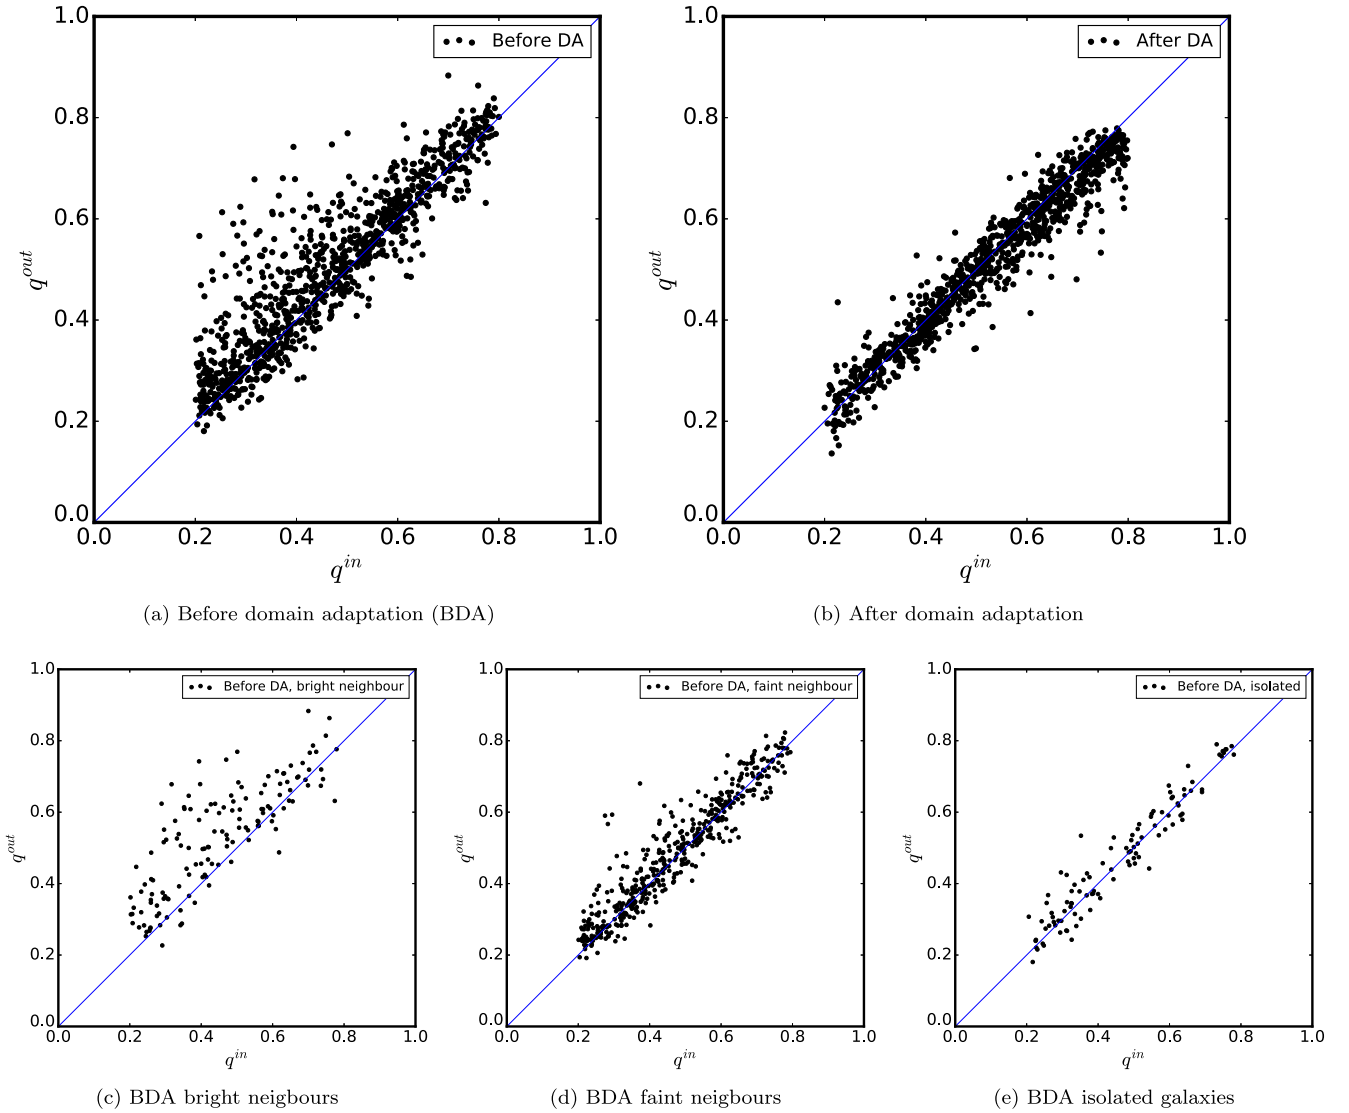 1.0
0.8
0.6
0.4
0.2
0.0
q^out
Before DA
0.0 0.2 0.4 0.6 0.8 1.0
q^in
(a) Before domain adaptation (BDA)
1.0
0.8
0.6
0.4
0.2
0.0
q^out
After DA
0.0 0.2 0.4 0.6 0.8 1.0
q^in
(b) After domain adaptation
1.0
0.8
0.6
0.4
0.2
0.0
q^out
Before DA, bright neighbour
0.0 0.2 0.4 0.6 0.8 1.0
q^in
(c) BDA bright neigbours
1.0
0.8
0.6
0.4
0.2
0.0
q^out
Before DA, faint neighbour
0.0 0.2 0.4 0.6 0.8 1.0
q^in
(d) BDA faint neigbours
1.0
0.8
0.6
0.4
0.2
0.0
q^out
Before DA, isolated
0.0 0.2 0.4 0.6 0.8 1.0
q^in
(e) BDA isolated galaxies